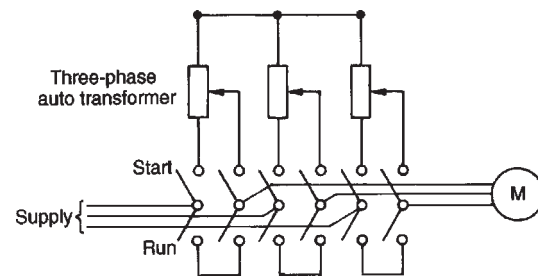 Three-phase
auto transformer
Start
M
Supply
Run